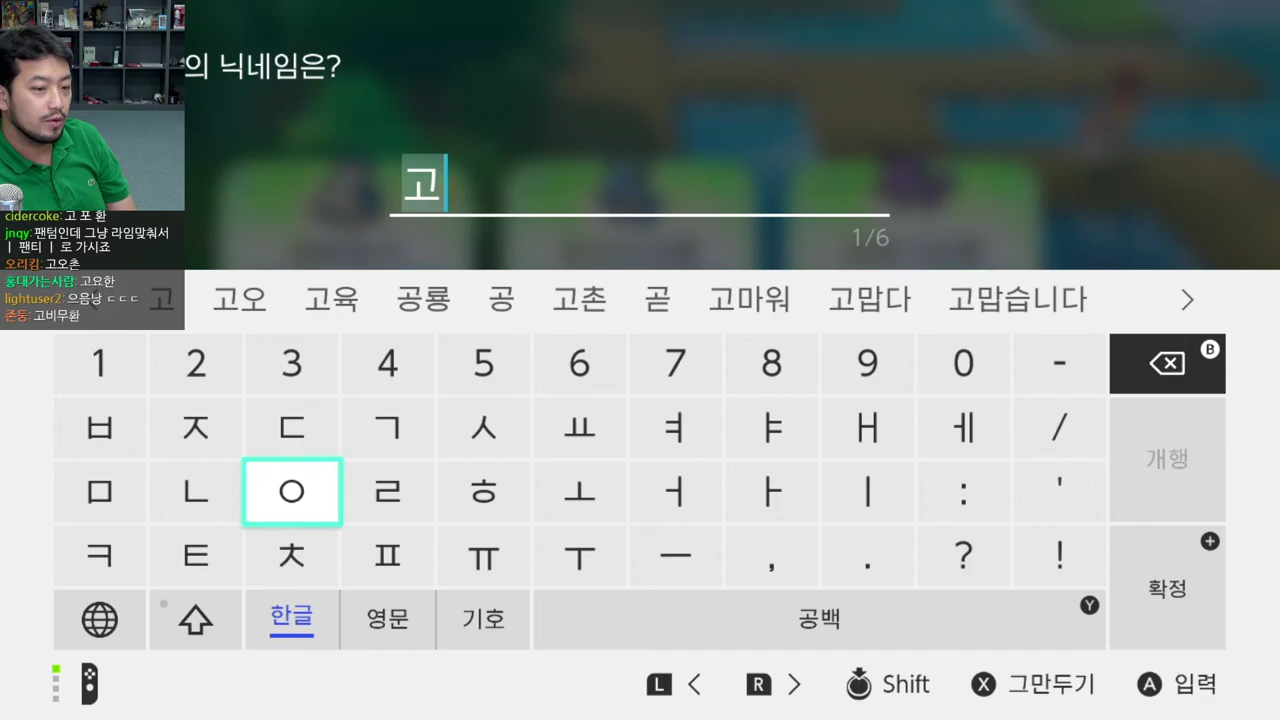 의 닉네임은?
고
1/6
cidercoke: 고 포 환
jnqy: 팬텀인데 그냥 라임맞춰서
ㅣ 팬티 ㅣ 로 가시죠
오리킴: 고오촌
홍대가는사람: 고요한
lightuser2: 으음낭 ㄷㄷㄷ
존둥: 고비무환
고 고오 고육 공룡 공 고촌 곧 고마워 고맙다 고맙습니다
1 2 3 4 5 6 7 8 9 0 - B
ㅂ ㅈ ㄷ ㄱ ㅅ ㅛ ㅕ ㅑ ㅐ ㅔ /
개행
ㅁ ㄴ ㅇ ㄹ ㅎ ㅗ ㅓ ㅏ ㅣ : '
ㅋ ㅌ ㅊ ㅍ ㅠ ㅜ ㅡ , . ? ! +
확정
한글 영문 기호 공백 Y
L R Shift X 그만두기 A 입력